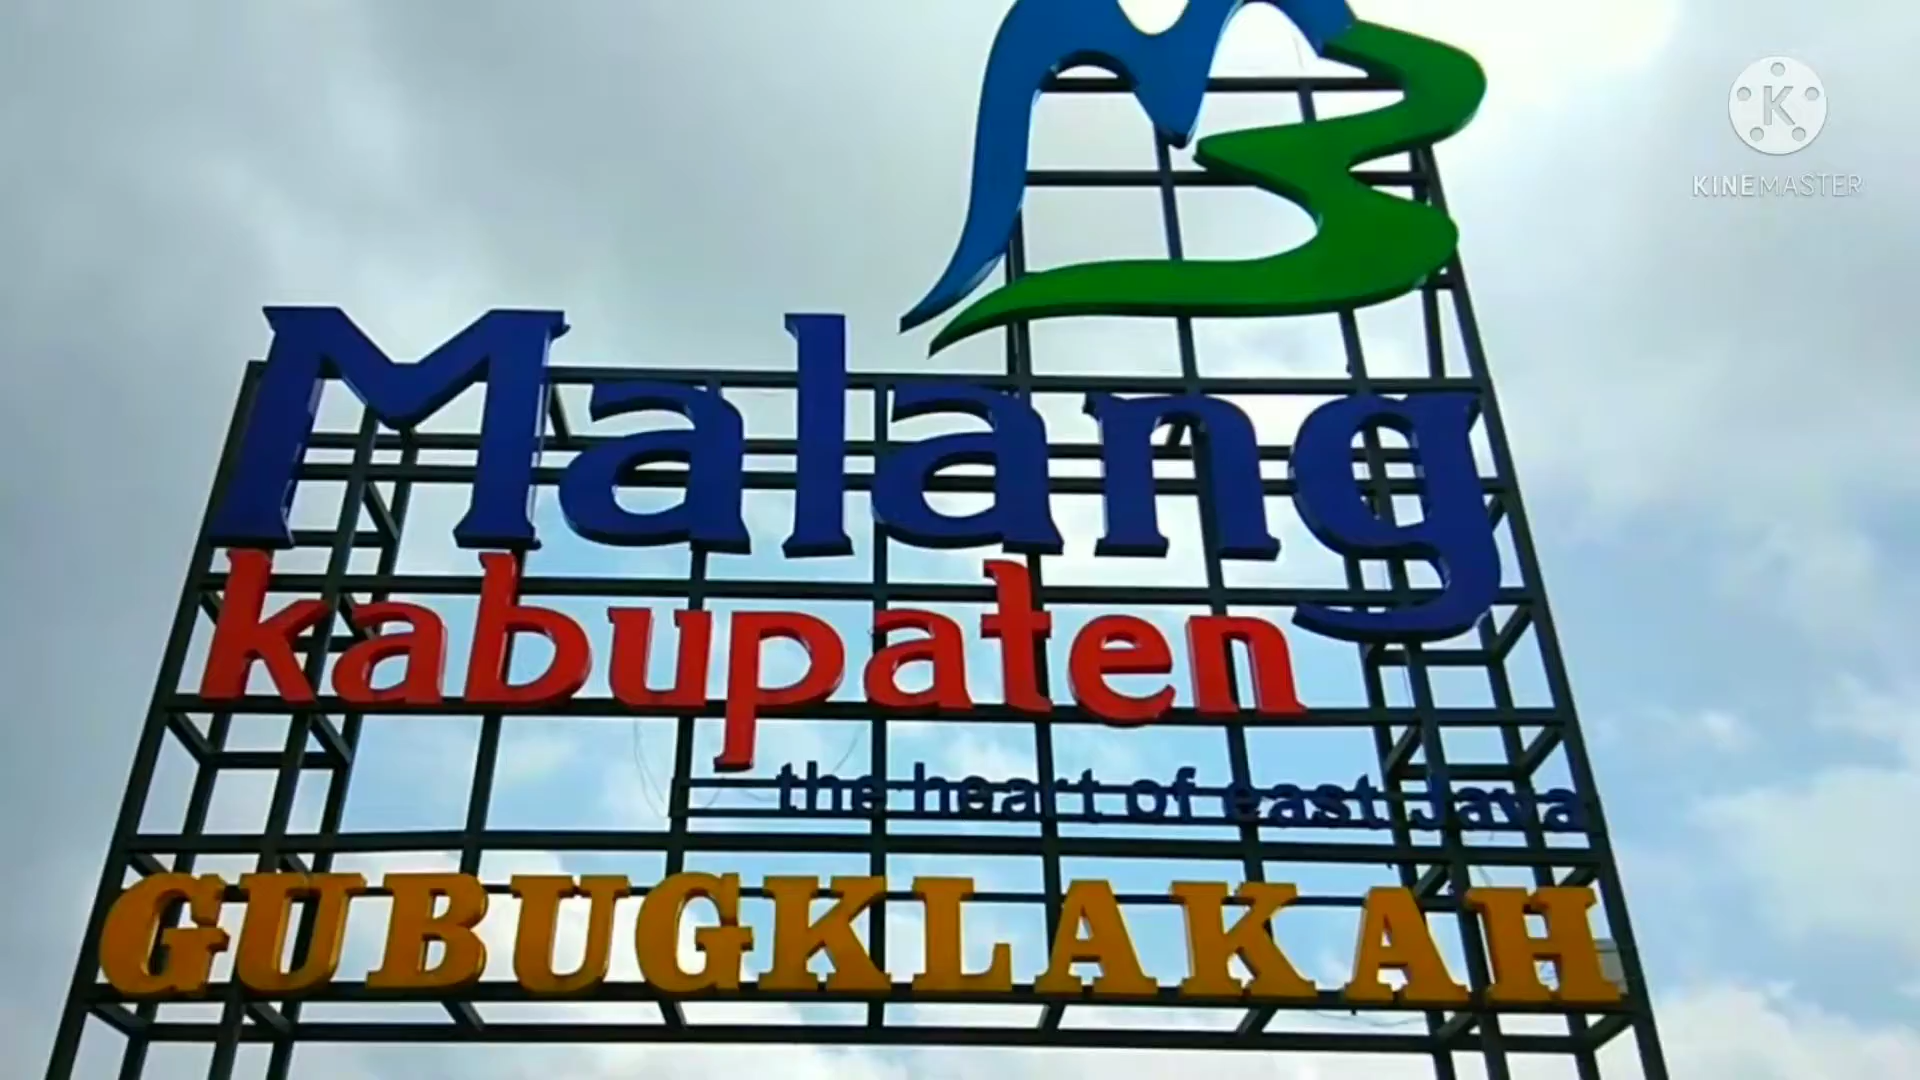 KINEMASTER
Malang
kabupaten
the heart of east Java
GUBUGKLAKAH